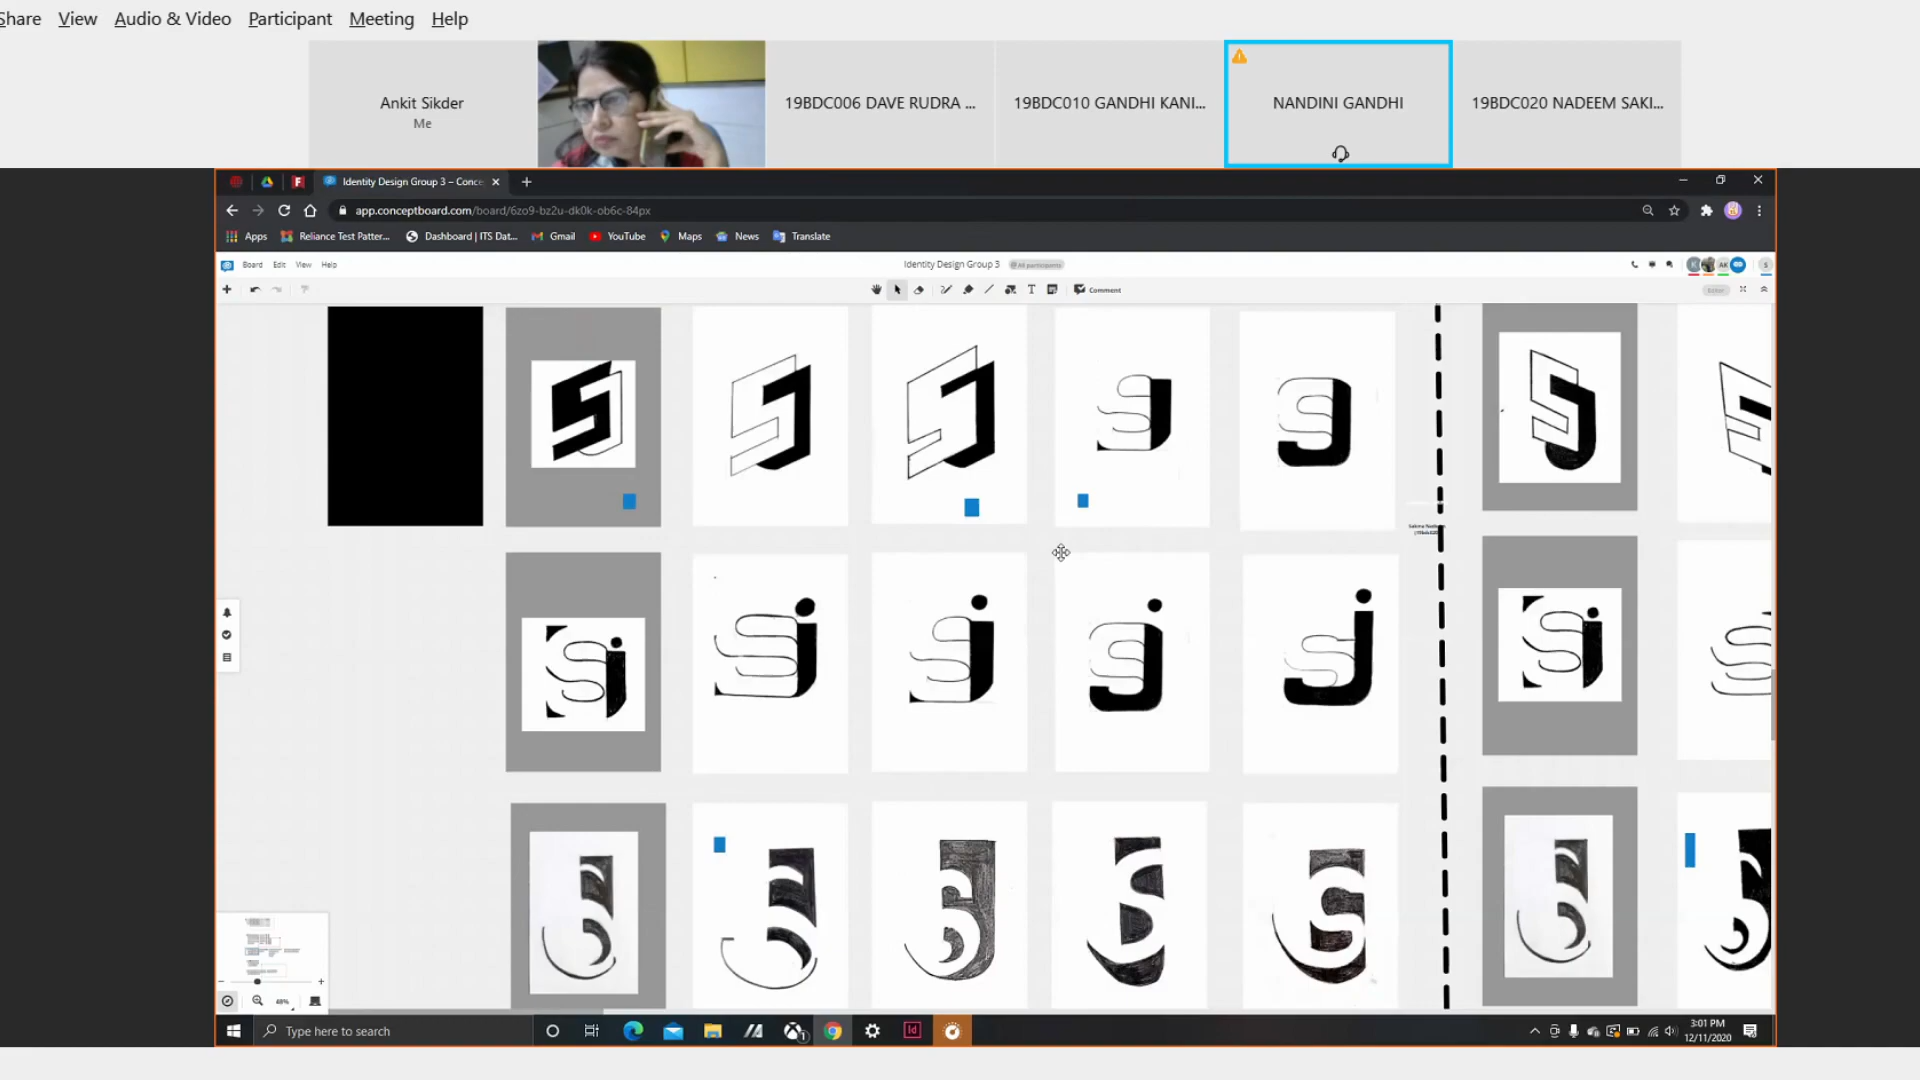 Share View Audio & Video Participant Meeting Help
Ankit Sikder
Me
19BDC006 DAVE RUDRA ...
19BDC010 GANDHI KANI...
NANDINI GANDHI
19BDC020 NADEEM SAKI...
Identity Design Group 3 – Conce
app.conceptboard.com/board/6zo9-bz2u-dk0k-ob6c-84px
Apps Reliance Test Patter... Dashboard | ITS Dat... Gmail YouTube Maps News Translate
Board Edit View Help
Identity Design Group 3
All participants
Comment
48%
Type here to search
3:01 PM
12/11/2020